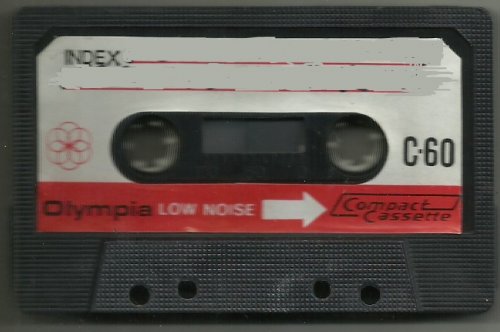 INDEX
C-60
Olympia LOW NOISE Compact Cassette